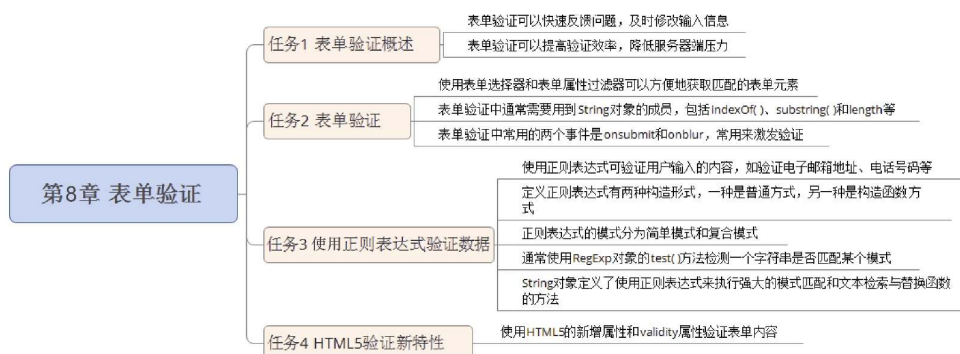 第8章 表单验证
任务1 表单验证概述
表单验证可以快速反馈问题，及时修改输入信息
表单验证可以提高验证效率，降低服务器端压力
任务2 表单验证
使用表单选择器和表单属性过滤器可以方便地获取匹配的表单元素
表单验证中通常需要用到String对象的成员，包括indexOf( )、substring( )和length等
表单验证中常用的两个事件是onsubmit和onblur，常用来激发验证
任务3 使用正则表达式验证数据
使用正则表达式可验证用户输入的内容，如验证电子邮箱地址、电话号码等
定义正则表达式有两种构造形式，一种是普通方式，另一种是构造函数方
式
正则表达式的模式分为简单模式和复合模式
通常使用RegExp对象的test( )方法检测一个字符串是否匹配某个模式
String对象定义了使用正则表达式来执行强大的模式匹配和文本检索与替换函数
的方法
任务4 HTML5验证新特性
使用HTML5的新增属性和validity属性验证表单内容